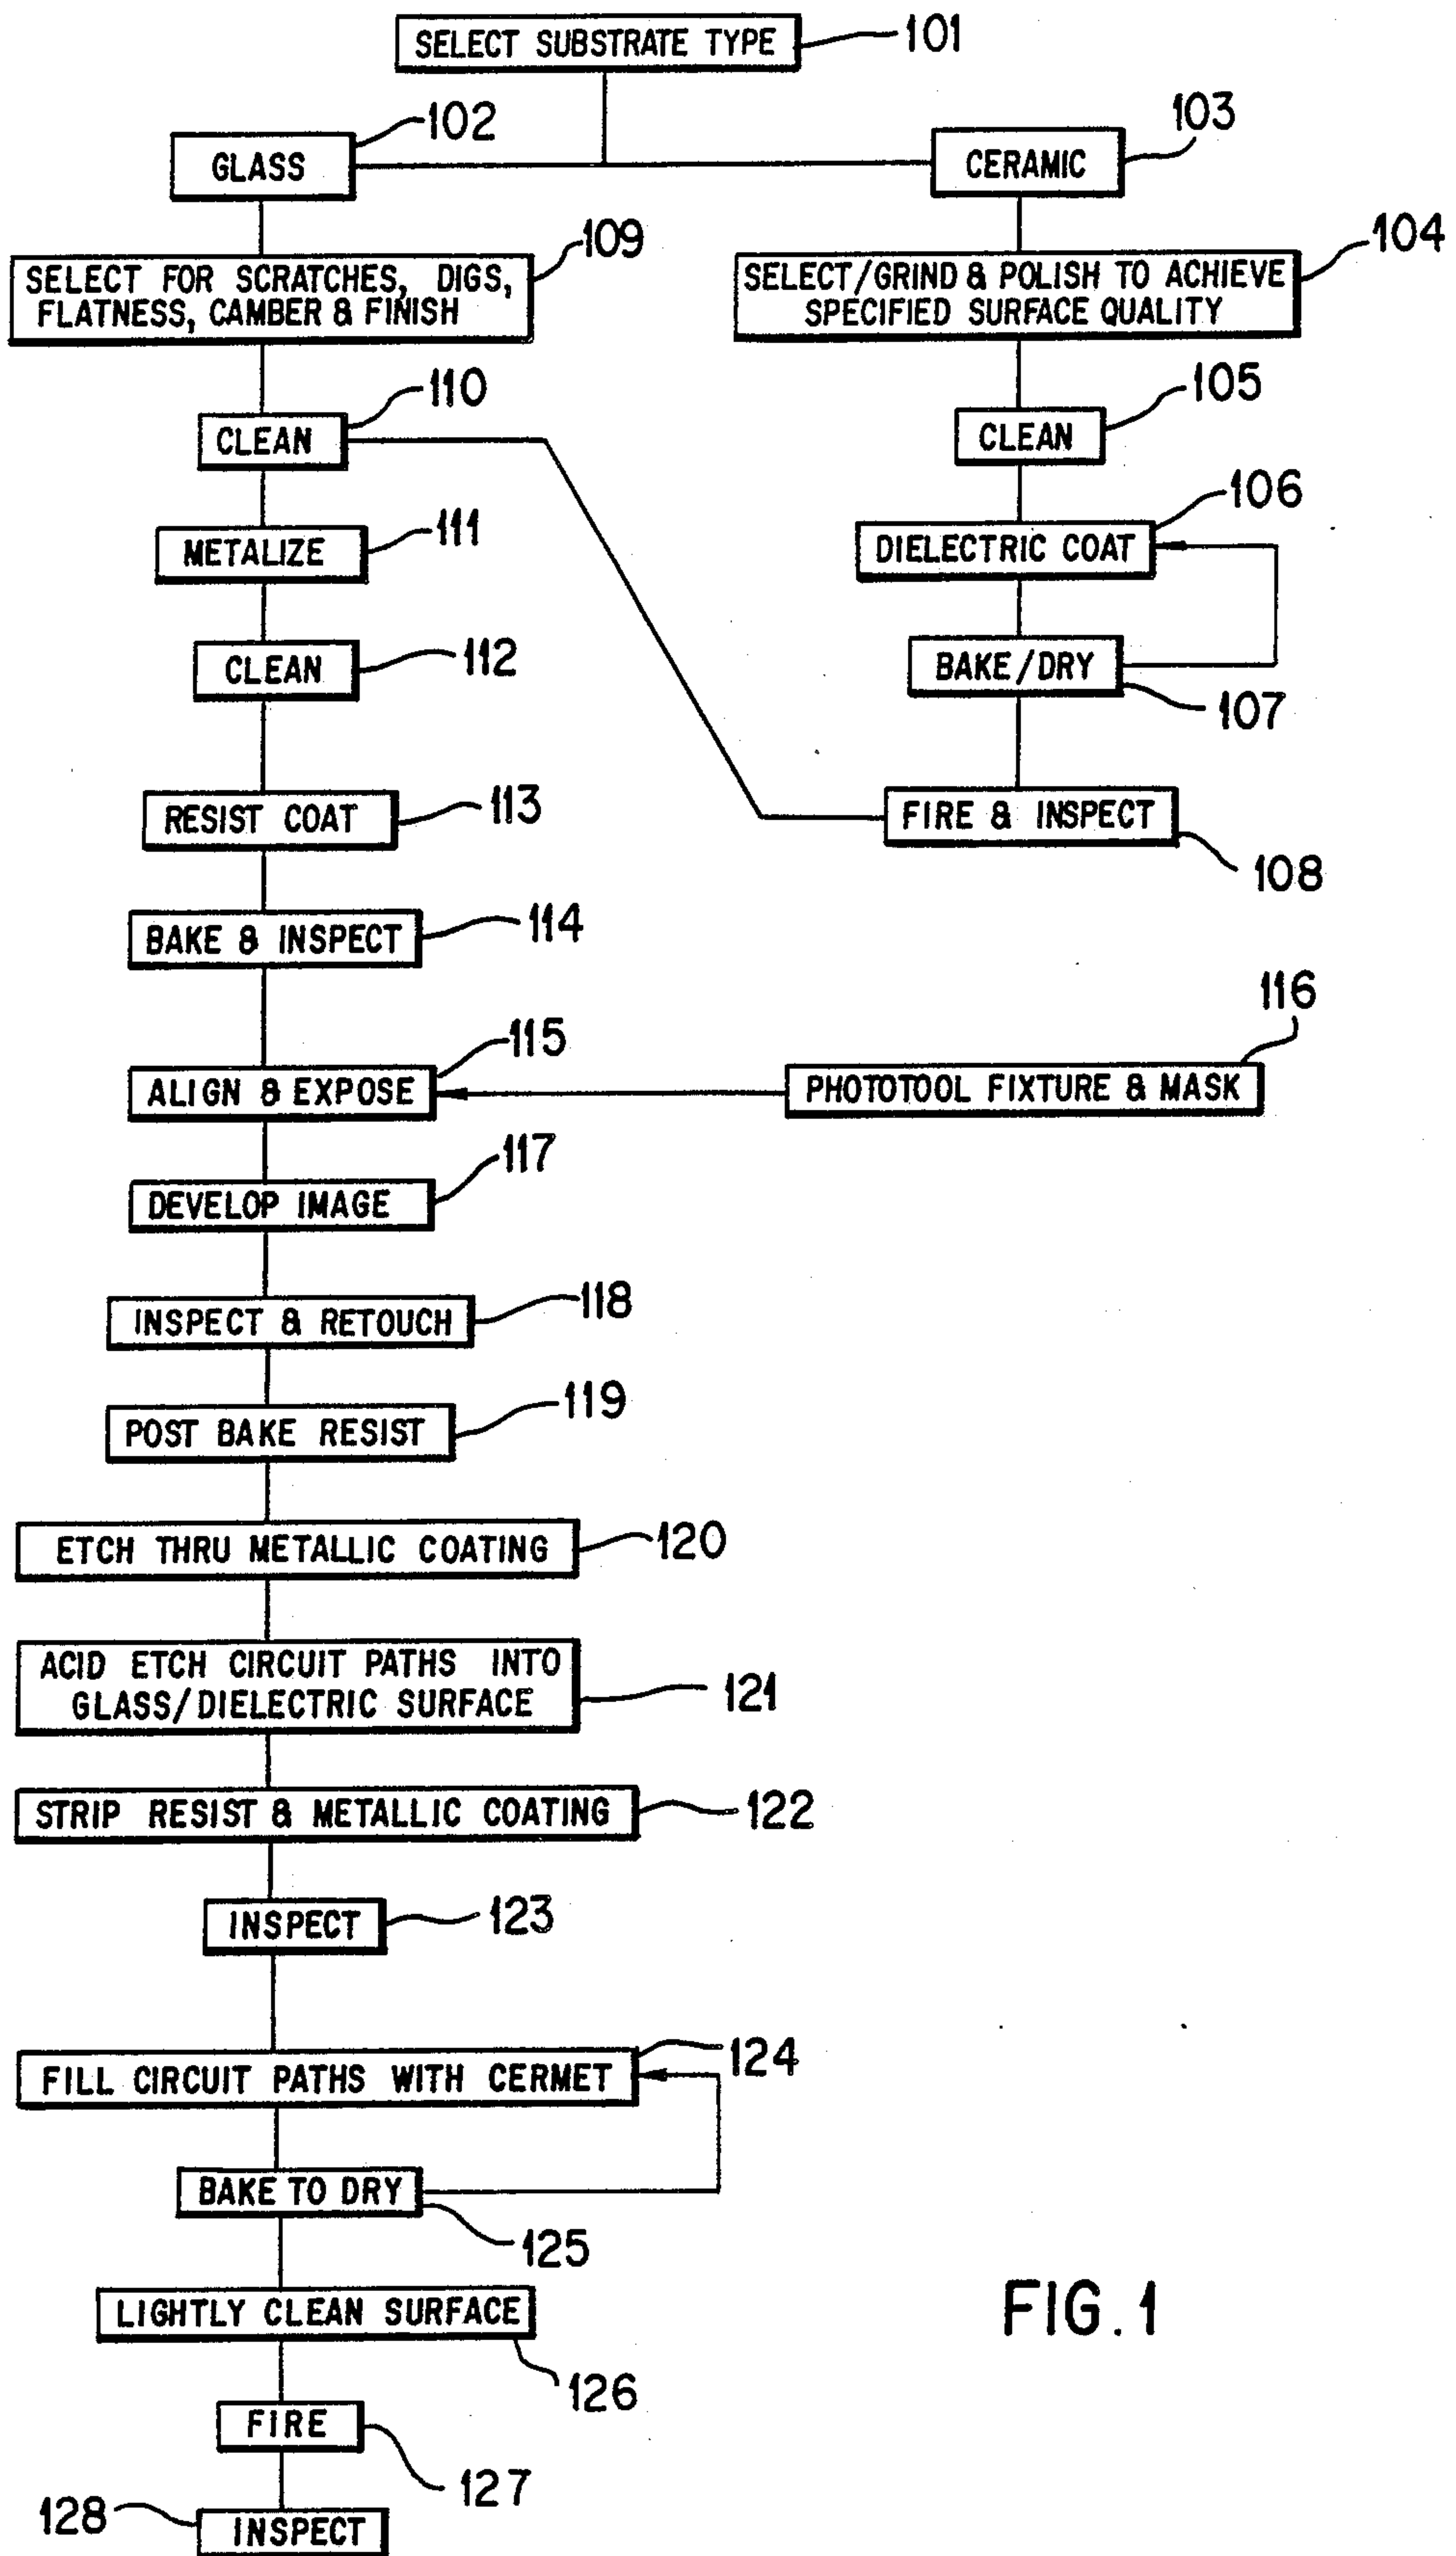 SELECT SUBSTRATE TYPE
101
102
103
GLASS
CERAMIC
109
104
SELECT FOR SCRATCHES, DIGS,
FLATNESS, CAMBER & FINISH
SELECT/GRIND & POLISH TO ACHIEVE
SPECIFIED SURFACE QUALITY
110
105
CLEAN
CLEAN
106
111
METALIZE
DIELECTRIC COAT
112
CLEAN
BAKE/DRY
107
113
RESIST COAT
FIRE & INSPECT
108
114
BAKE & INSPECT
116
115
ALIGN & EXPOSE
PHOTOTOOL FIXTURE & MASK
117
DEVELOP IMAGE
118
INSPECT & RETOUCH
119
POST BAKE RESIST
ETCH THRU METALLIC COATING
120
ACID ETCH CIRCUIT PATHS INTO
GLASS/DIELECTRIC SURFACE
121
STRIP RESIST & METALLIC COATING
122
INSPECT
123
124
FILL CIRCUIT PATHS WITH CERMET
BAKE TO DRY
125
LIGHTLY CLEAN SURFACE
126
FIRE
127
128
INSPECT
FIG. 1